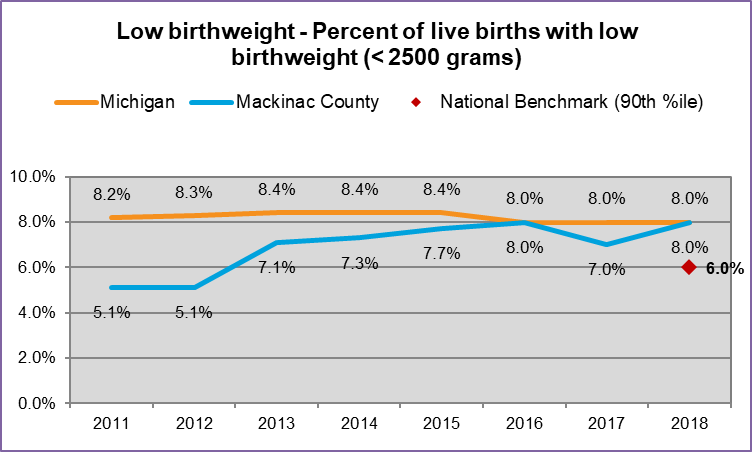 Low birthweight - Percent of live births with low
birthweight (< 2500 grams)
Michigan Mackinac County National Benchmark (90th %ile)
10.0%
8.2% 8.3% 8.4% 8.4% 8.4% 8.0% 8.0% 8.0%
8.0%
5.1% 5.1% 7.1% 7.3% 7.7% 8.0% 7.0% 8.0%
6.0%
6.0%
4.0%
2.0%
0.0%
2011 2012 2013 2014 2015 2016 2017 2018